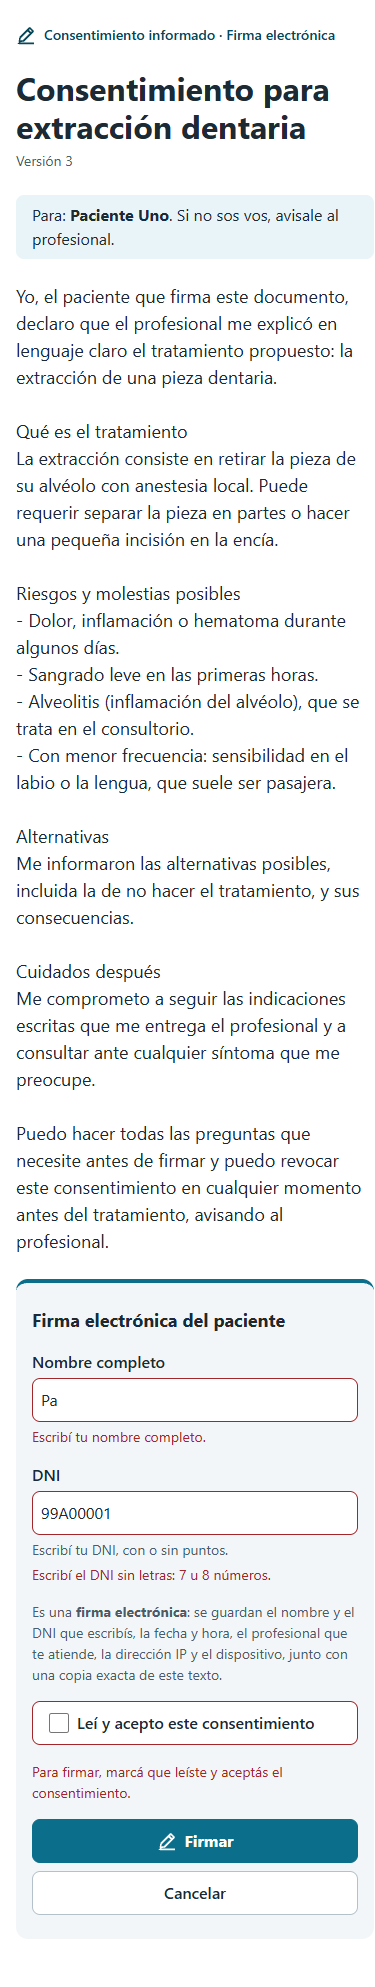 Consentimiento informado · Firma electrónica
Consentimiento para
extracción dentaria
Versión 3
Para: Paciente Uno. Si no sos vos, avisale al
profesional.
Yo, el paciente que firma este documento,
declaro que el profesional me explicó en
lenguaje claro el tratamiento propuesto: la
extracción de una pieza dentaria.
Qué es el tratamiento
La extracción consiste en retirar la pieza de
su alvéolo con anestesia local. Puede
requerir separar la pieza en partes o hacer
una pequeña incisión en la encía.
Riesgos y molestias posibles
- Dolor, inflamación o hematoma durante
algunos días.
- Sangrado leve en las primeras horas.
- Alveolitis (inflamación del alvéolo), que se
trata en el consultorio.
- Con menor frecuencia: sensibilidad en el
labio o la lengua, que suele ser pasajera.
Alternativas
Me informaron las alternativas posibles,
incluida la de no hacer el tratamiento, y sus
consecuencias.
Cuidados después
Me comprometo a seguir las indicaciones
escritas que me entrega el profesional y a
consultar ante cualquier síntoma que me
preocupe.
Puedo hacer todas las preguntas que
necesite antes de firmar y puedo revocar
este consentimiento en cualquier momento
antes del tratamiento, avisando al
profesional.
Firma electrónica del paciente
Nombre completo
Pa
Escribí tu nombre completo.
DNI
99A00001
Escribí tu DNI, con o sin puntos.
Escribí el DNI sin letras: 7 u 8 números.
Es una firma electrónica: se guardan el nombre y el
DNI que escribís, la fecha y hora, el profesional que
te atiende, la dirección IP y el dispositivo, junto con
una copia exacta de este texto.
Leí y acepto este consentimiento
Para firmar, marcá que leíste y aceptás el
consentimiento.
Firmar
Cancelar